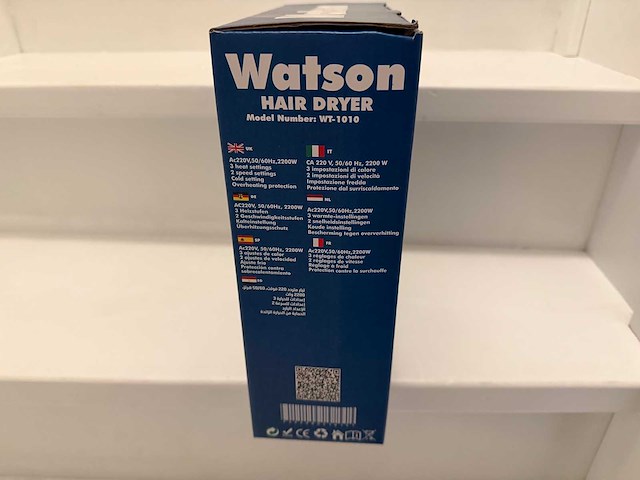 Watson
HAIR DRYER
Model Number: WT-1010
UK
Ac220V,50/60Hz,2200W
3 heat settings
2 speed settings
Cold setting
Overheating protection
IT
CA 220 V, 50/60 Hz, 2200 W
3 impostazioni di calore
2 impostazioni di velocità
Impostazione fredda
Protezione dal surriscaldamento
DE
AC220V, 50/60Hz, 2200W
3 Heizstufen
2 Geschwindigkeitsstufen
Kalteinstellung
Überhitzungsschutz
NL
Ac220V,50/60Hz,2200W
3 warmte-instellingen
2 snelheidsinstellingen
Koude instelling
Bescherming tegen oververhitting
SP
Ac220V, 50/60Hz, 2200W
3 ajustes de calor
2 ajustes de velocidad
Ajuste frio
Protección contra
sobrecalentamiento
FR
Ac220V,50/60Hz,2200W
3 réglages de chaleur
2 réglages de vitesse
Réglage à froid
Protection contre la surchauffe
CE